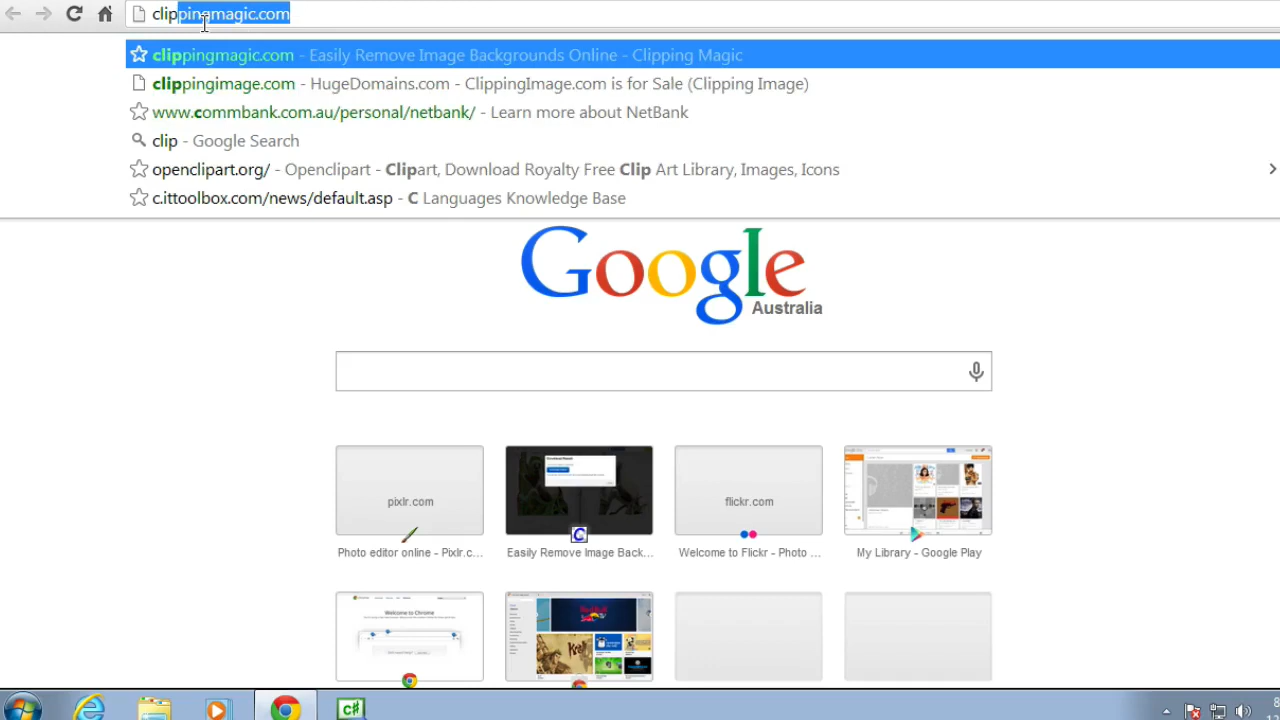 clippingmagic.com
clippingmagic.com - Easily Remove Image Backgrounds Online - Clipping Magic
clippingimage.com - HugeDomains.com - ClippingImage.com is for Sale (Clipping Image)
www.commbank.com.au/personal/netbank/ - Learn more about NetBank
clip - Google Search
openclipart.org/ - Openclipart - Clipart, Download Royalty Free Clip Art Library, Images, Icons
c.ittoolbox.com/news/default.asp - C Languages Knowledge Base
Google
Australia
pixlr.com
flickr.com
Photo editor online - Pixlr.c...
Easily Remove Image Back...
Welcome to Flickr - Photo ...
My Library - Google Play
Welcome to Chrome
C#